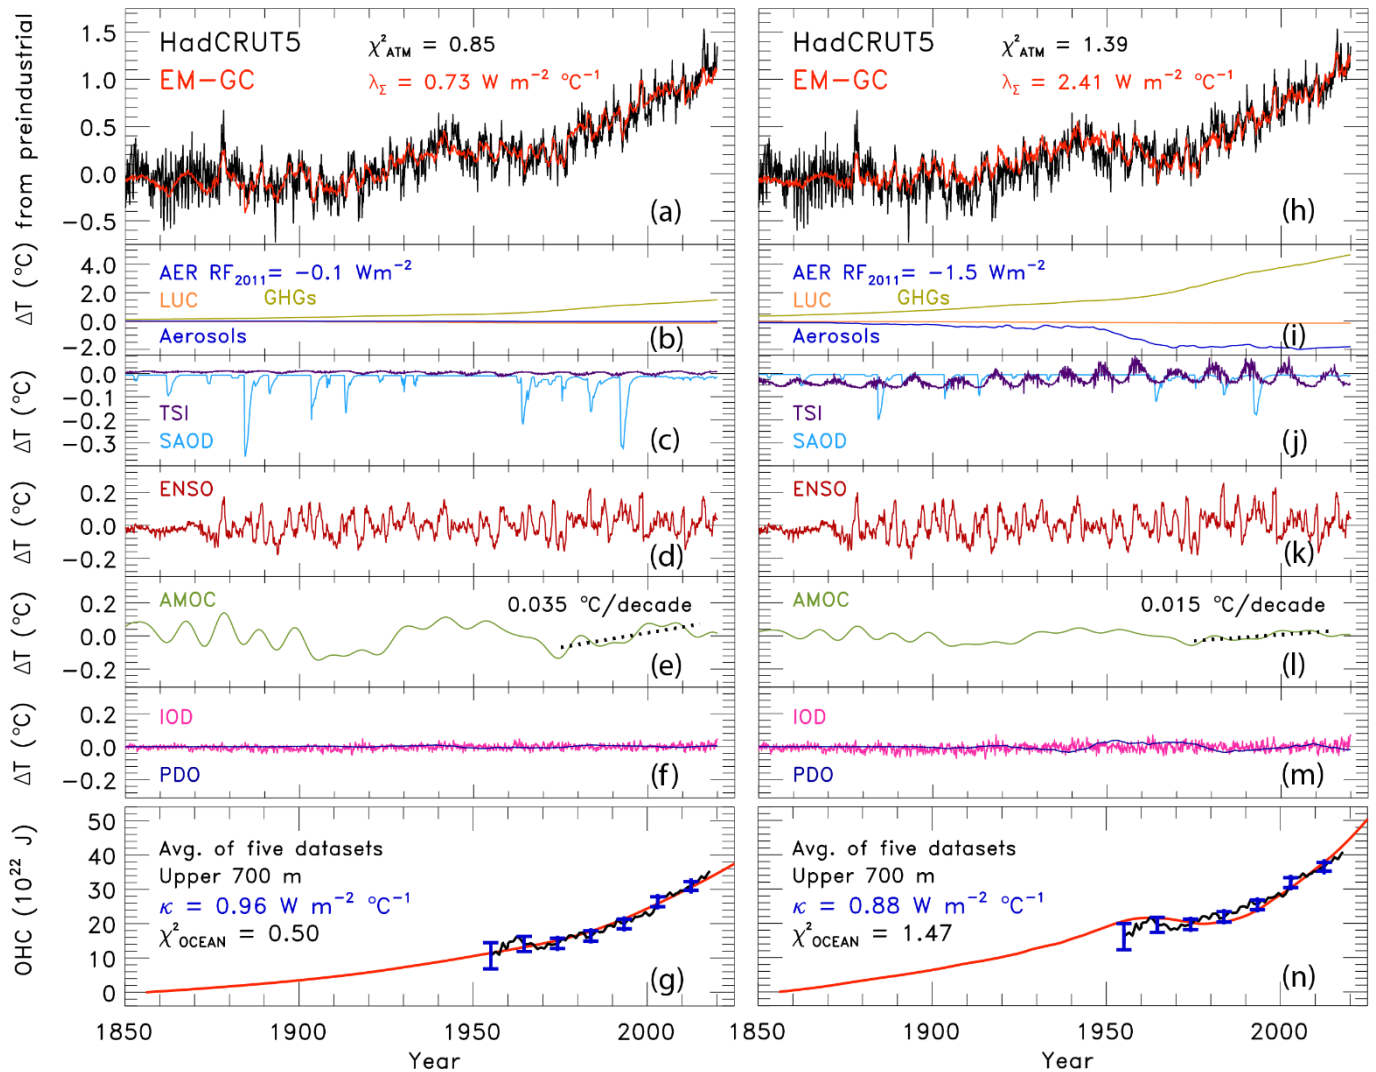 ΔT (°C) from preindustrial
1.5
1.0
0.5
0.0
−0.5
HadCRUT5
χ²ATM = 0.85
EM−GC
λΣ = 0.73 W m−2 °C−1
(a)
HadCRUT5
χ²ATM = 1.39
EM−GC
λΣ = 2.41 W m−2 °C−1
(h)
4.0
2.0
0.0
−2.0
AER RF2011= −0.1 Wm−2
LUC
GHGs
Aerosols
(b)
AER RF2011= −1.5 Wm−2
LUC
GHGs
Aerosols
(i)
ΔT (°C)
0.0
−0.1
−0.2
−0.3
TSI
SAOD
(c)
TSI
SAOD
(j)
ΔT (°C)
0.2
0.0
−0.2
ENSO
(d)
ENSO
(k)
ΔT (°C)
0.2
0.0
−0.2
AMOC
0.035 °C/decade
(e)
AMOC
0.015 °C/decade
(l)
ΔT (°C)
0.2
0.0
−0.2
IOD
PDO
(f)
IOD
PDO
(m)
OHC (10²² J)
50
40
30
20
10
0
Avg. of five datasets
Upper 700 m
κ = 0.96 W m−2 °C−1
χ²OCEAN = 0.50
(g)
Avg. of five datasets
Upper 700 m
κ = 0.88 W m−2 °C−1
χ²OCEAN = 1.47
(n)
1850
1900
1950
2000
1850
1900
1950
2000
Year
Year